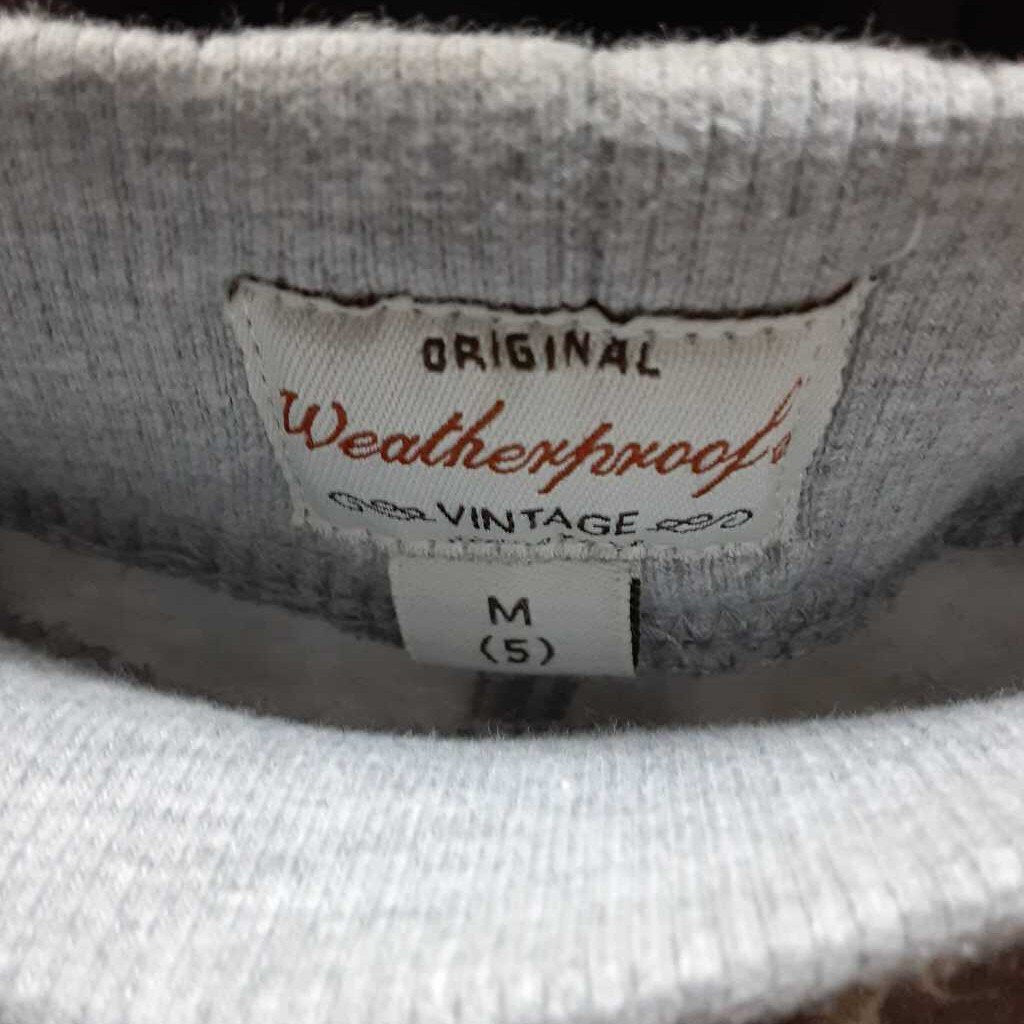 ORIGINAL
Weatherproof
VINTAGE
M
(5)